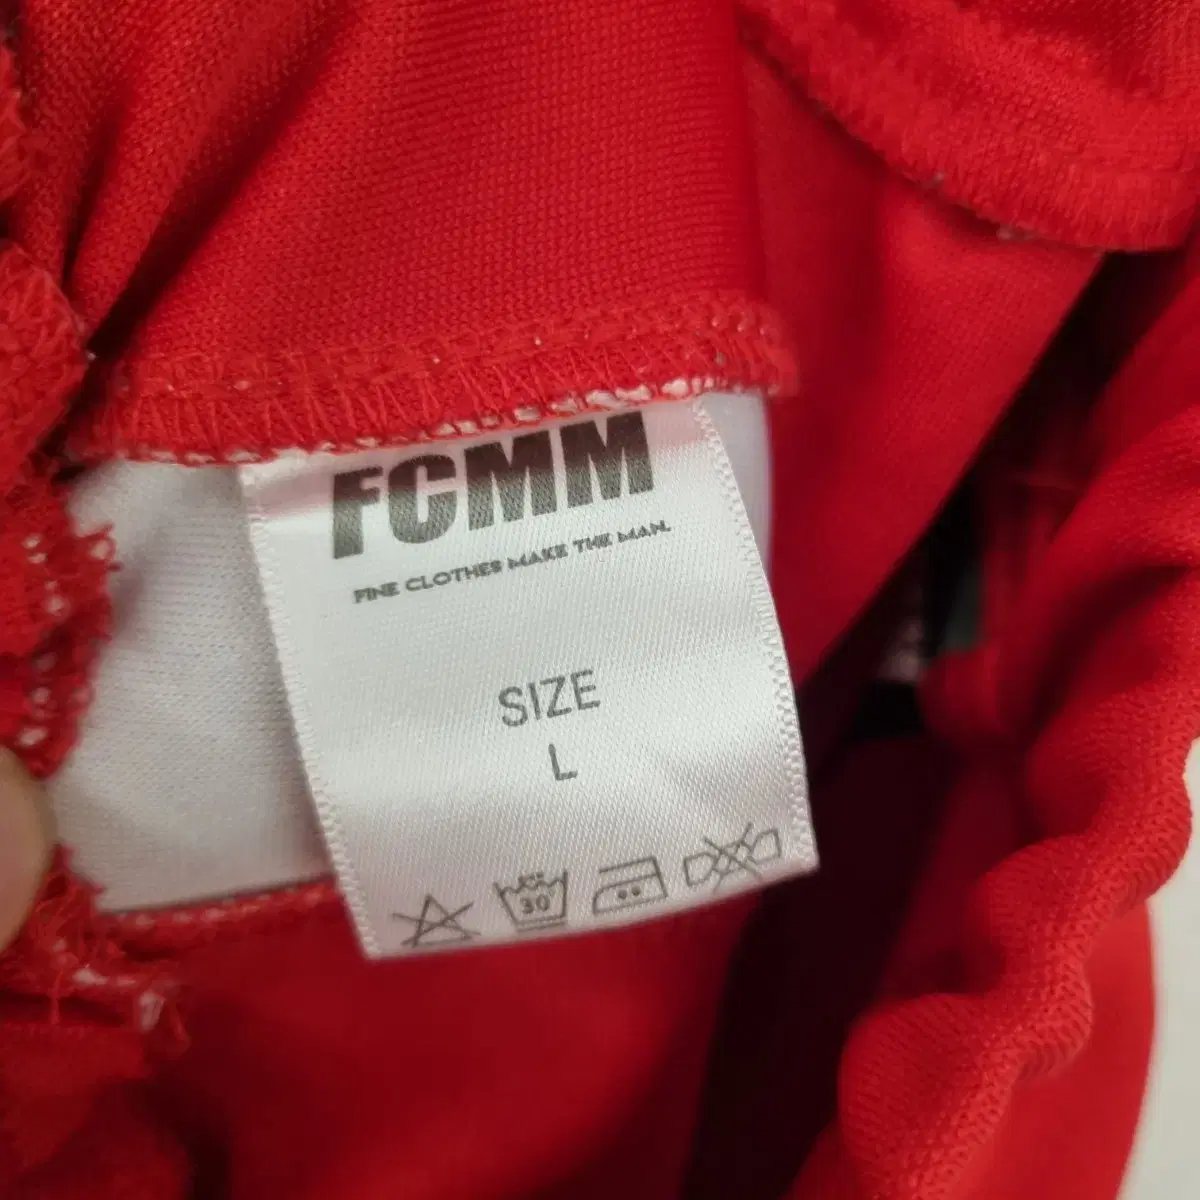 FCMM
FINE CLOTHES MAKE THE MAN.
SIZE
L
30